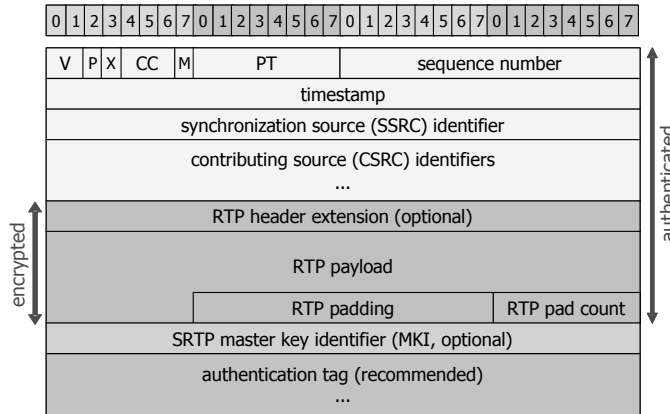 0 1 2 3 4 5 6 7 0 1 2 3 4 5 6 7 0 1 2 3 4 5 6 7 0 1 2 3 4 5 6 7
V P X CC M PT sequence number
timestamp
synchronization source (SSRC) identifier
contributing source (CSRC) identifiers
...
RTP header extension (optional)
RTP payload
RTP padding RTP pad count
SRTP master key identifier (MKI, optional)
authentication tag (recommended)
...
encrypted
authenticated